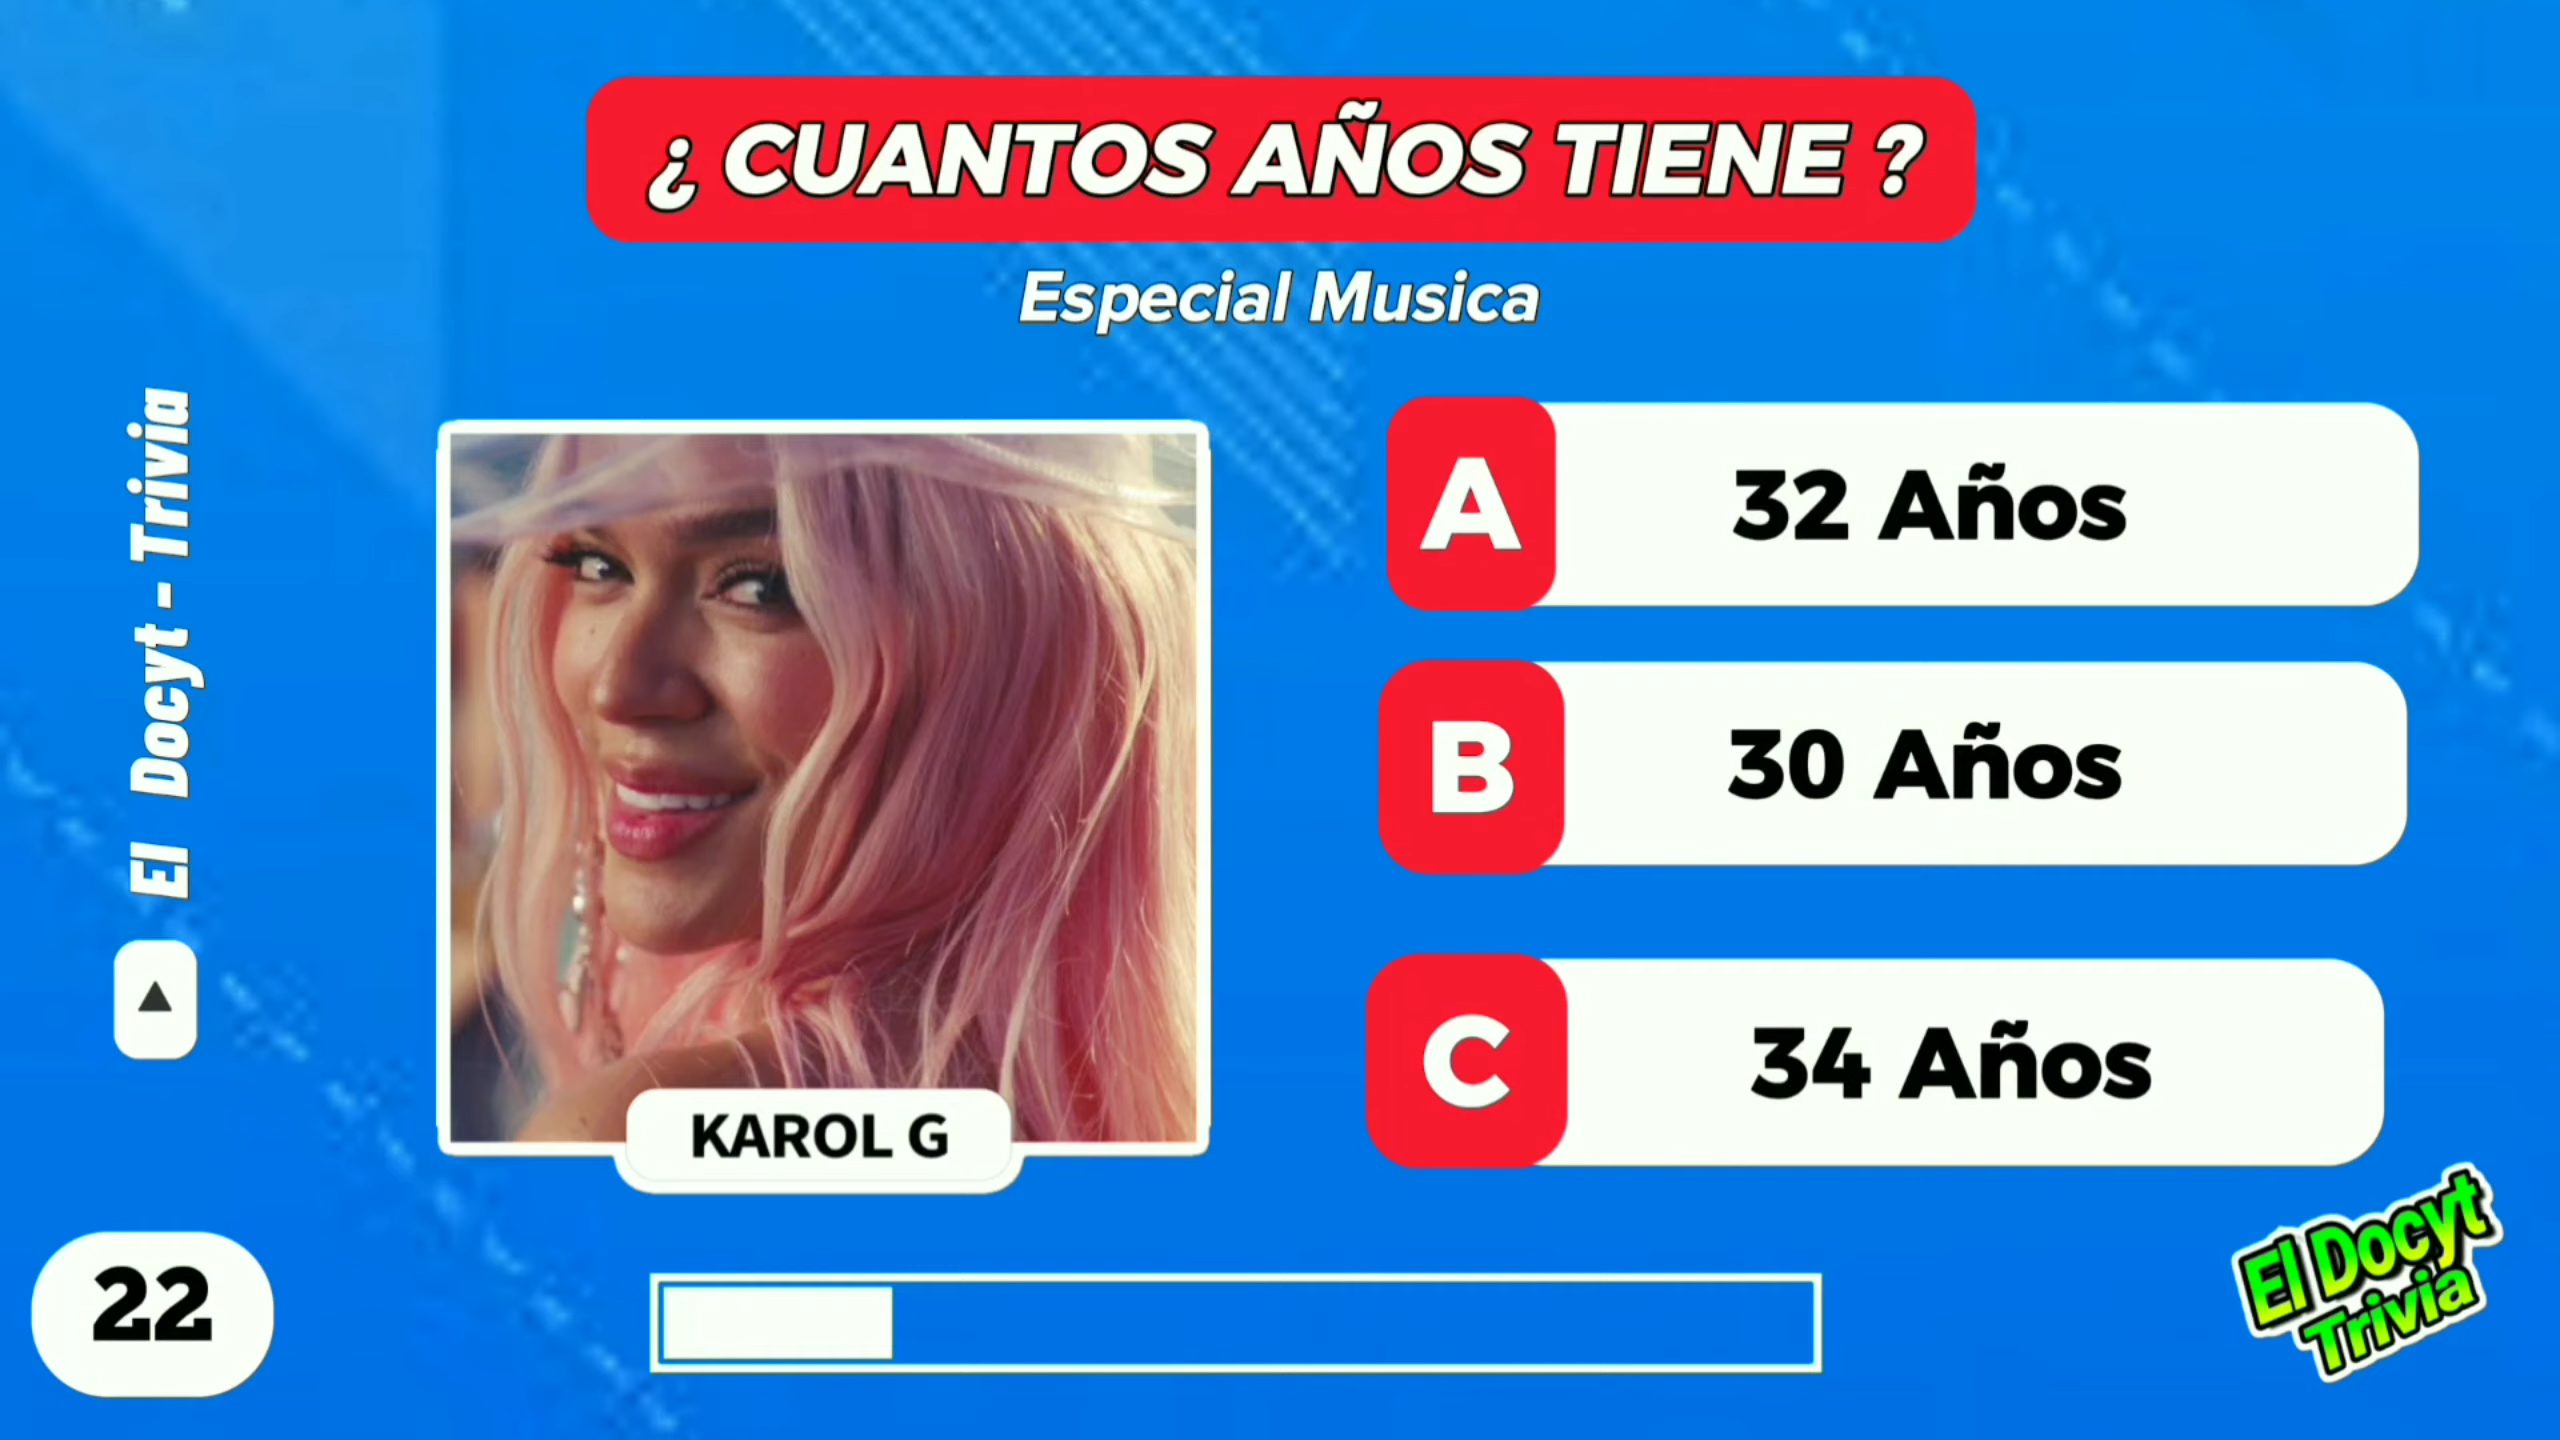 ¿ CUANTOS AÑOS TIENE ?
Especial Musica
El Docyt - Trivia
A
32 Años
B
30 Años
C
34 Años
KAROL G
22
El Docyt
Trivia